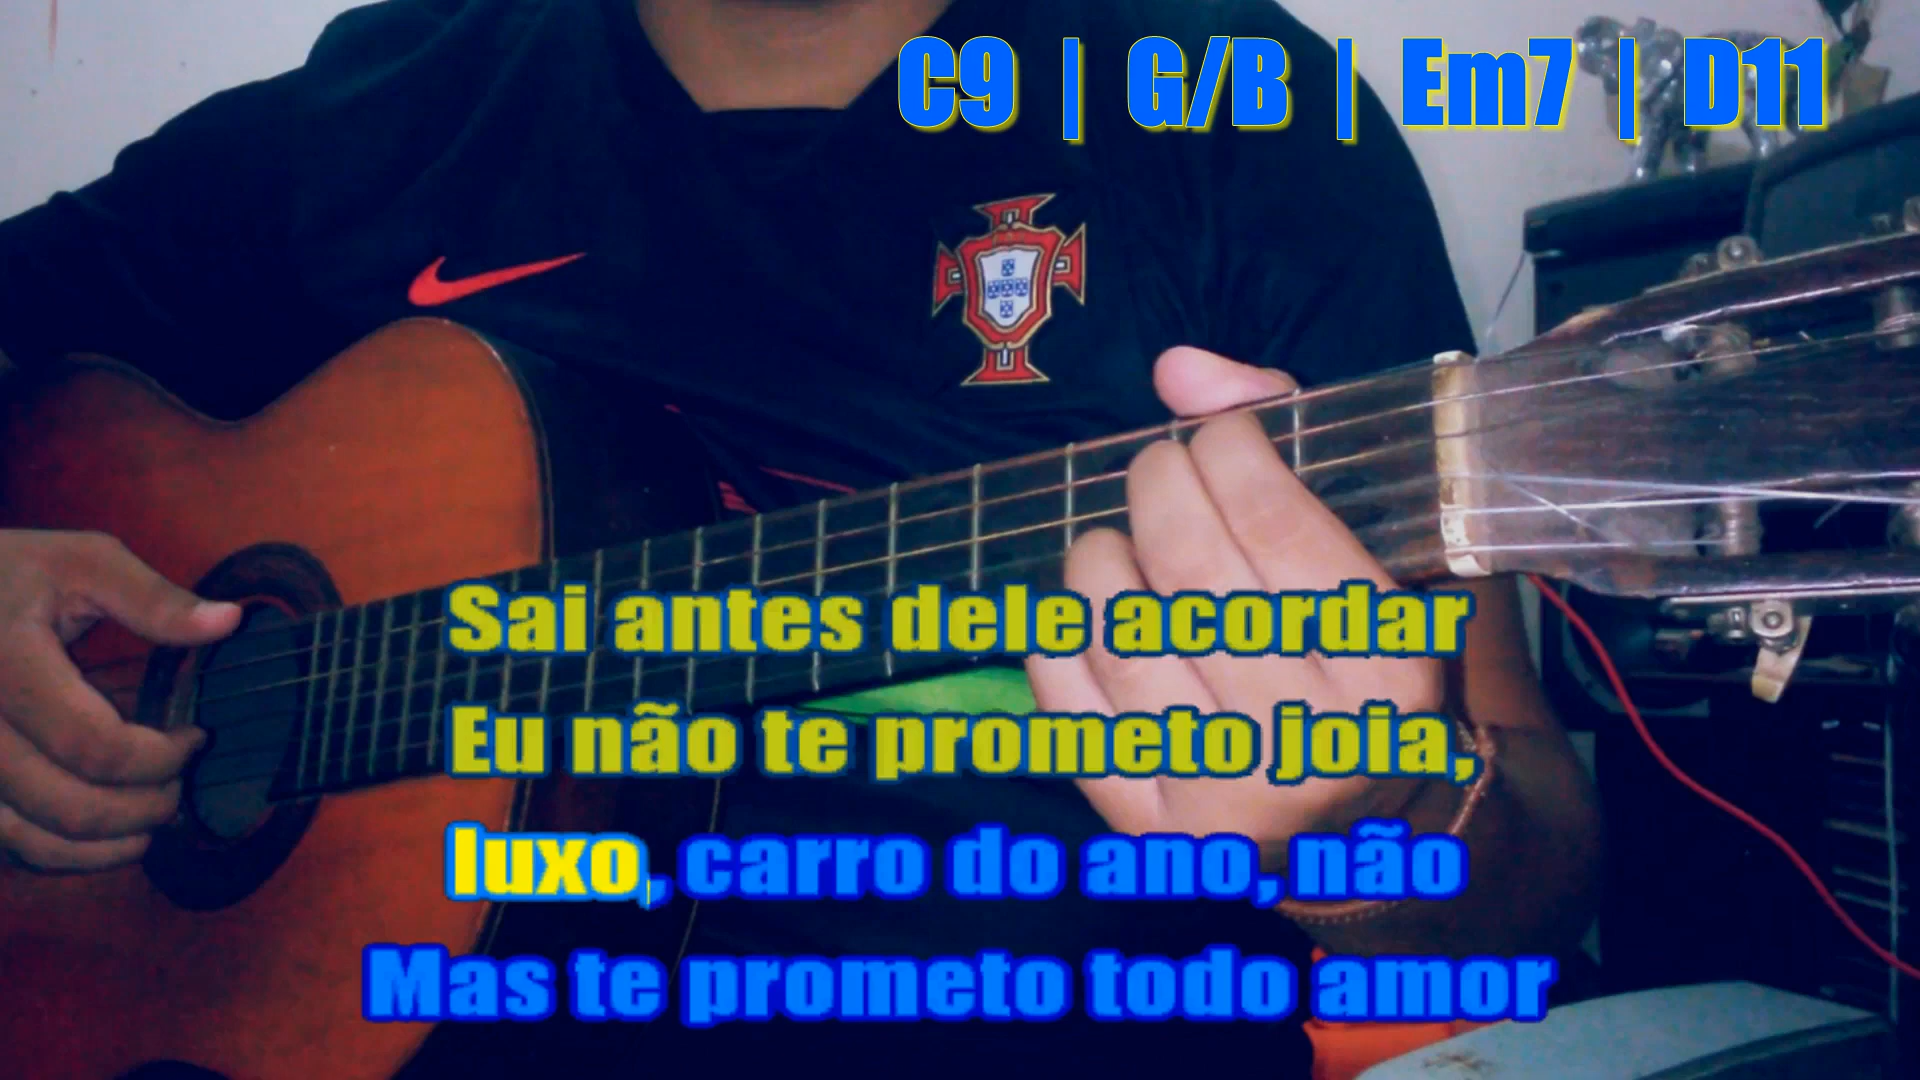 C9 | G/B | Em7 | D11
Sai antes dele acordar
Eu não te prometo joia,
luxo, carro do ano, não
Mas te prometo todo amor